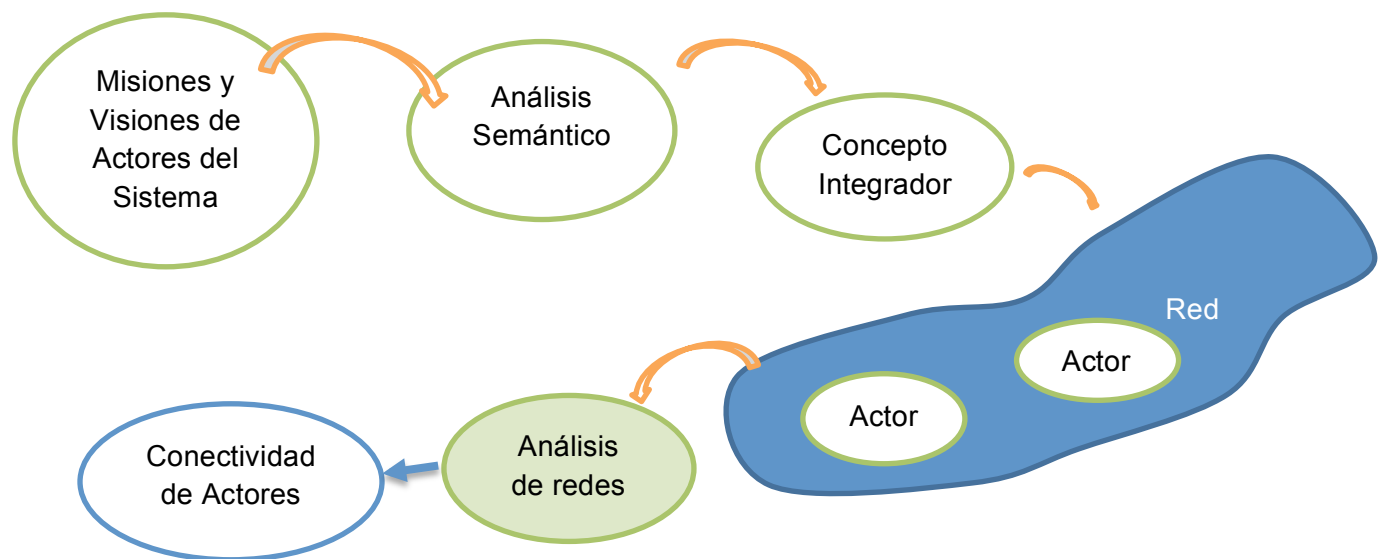 Misiones y
Visiones de
Actores del
Sistema
Análisis
Semántico
Concepto
Integrador
Red
Actor
Actor
Análisis
de redes
Conectividad
de Actores